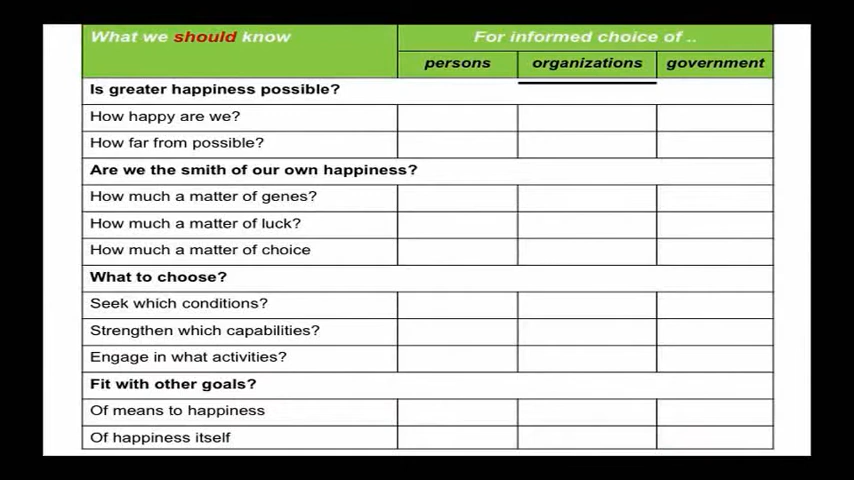 What we should know
For informed choice of ..
persons organizations government
Is greater happiness possible?
How happy are we?
How far from possible?
Are we the smith of our own happiness?
How much a matter of genes?
How much a matter of luck?
How much a matter of choice
What to choose?
Seek which conditions?
Strengthen which capabilities?
Engage in what activities?
Fit with other goals?
Of means to happiness
Of happiness itself